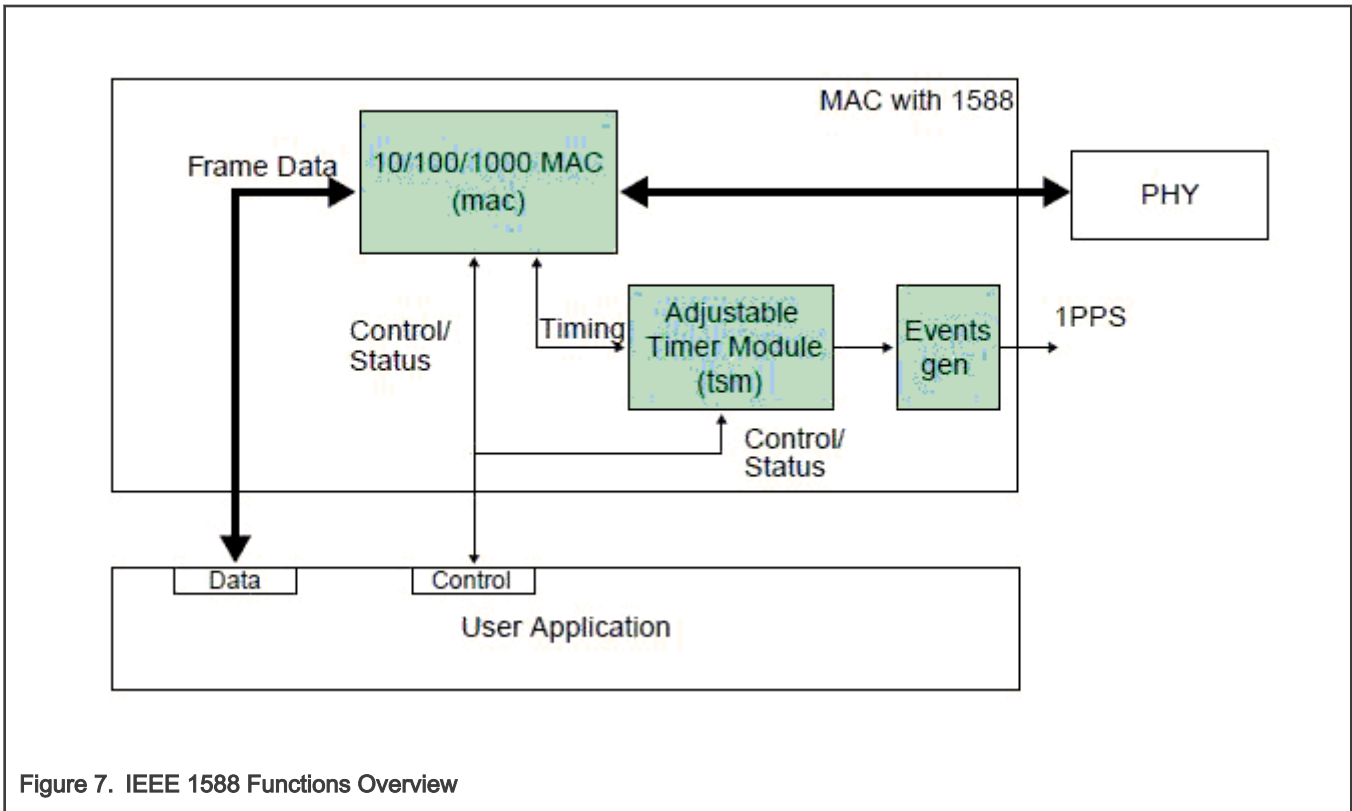 MAC with 1588
10/100/1000 MAC
(mac)
Frame Data
PHY
Control/
Status
Timing
Adjustable
Timer Module
(tsm)
Events
gen
1PPS
Control/
Status
Data
Control
User Application
Figure 7. IEEE 1588 Functions Overview